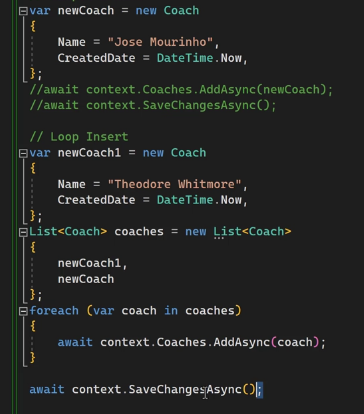 var newCoach = new Coach
{
    Name = "Jose Mourinho",
    CreatedDate = DateTime.Now,
};
//await context.Coaches.AddAsync(newCoach);
//await context.SaveChangesAsync();

// Loop Insert
var newCoach1 = new Coach
{
    Name = "Theodore Whitmore",
    CreatedDate = DateTime.Now,
};
List<Coach> coaches = new List<Coach>
{
    newCoach1,
    newCoach
};
foreach (var coach in coaches)
{
    await context.Coaches.AddAsync(coach);
}

await context.SaveChangesAsync();